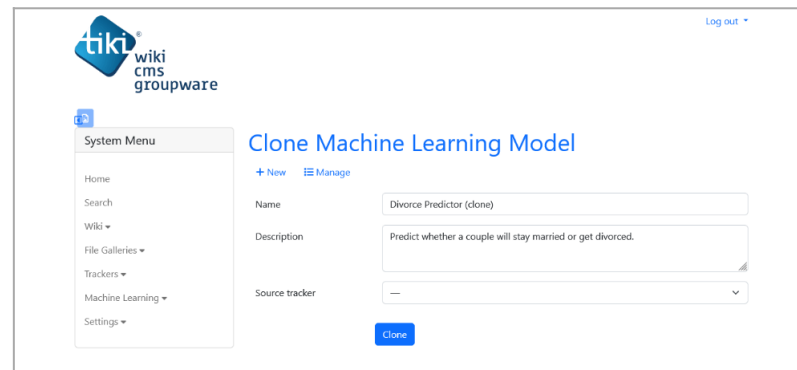 Log out
tiki®
wiki
cms
groupware
System Menu
Home
Search
Wiki
File Galleries
Trackers
Machine Learning
Settings
Clone Machine Learning Model
+ New Manage
Name Divorce Predictor (clone)
Description Predict whether a couple will stay married or get divorced.
Source tracker —
Clone